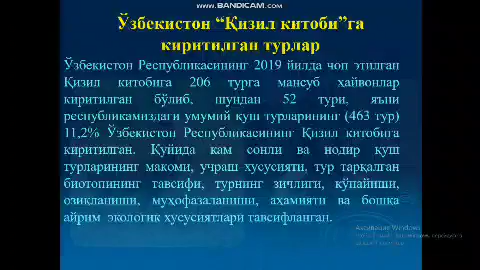 www.BANDICAM.com
Ўзбекистон “Қизил китоби”га
киритилган турлар
Ўзбекистон Республикасининг 2019 йилда чоп этилган
Қизил китобига 206 турга мансуб ҳайвонлар
киритилган бўлиб, шундан 52 тури, яъни
республикамиздаги умумий қуш турларининг (463 тур)
11,2% Ўзбекистон Республикасининг Қизил китобига
киритилган. Қуйида кам сонли ва нодир қуш
турларининг макоми, учраш хусусияти, тур тарқалган
биотопининг тавсифи, турнинг зичлиги, кўпайиши,
озиқланиши, муҳофазаланиши, аҳамияти ва бошқа
айрим экологик хусусиятлари тавсифланган.
Активация Windows